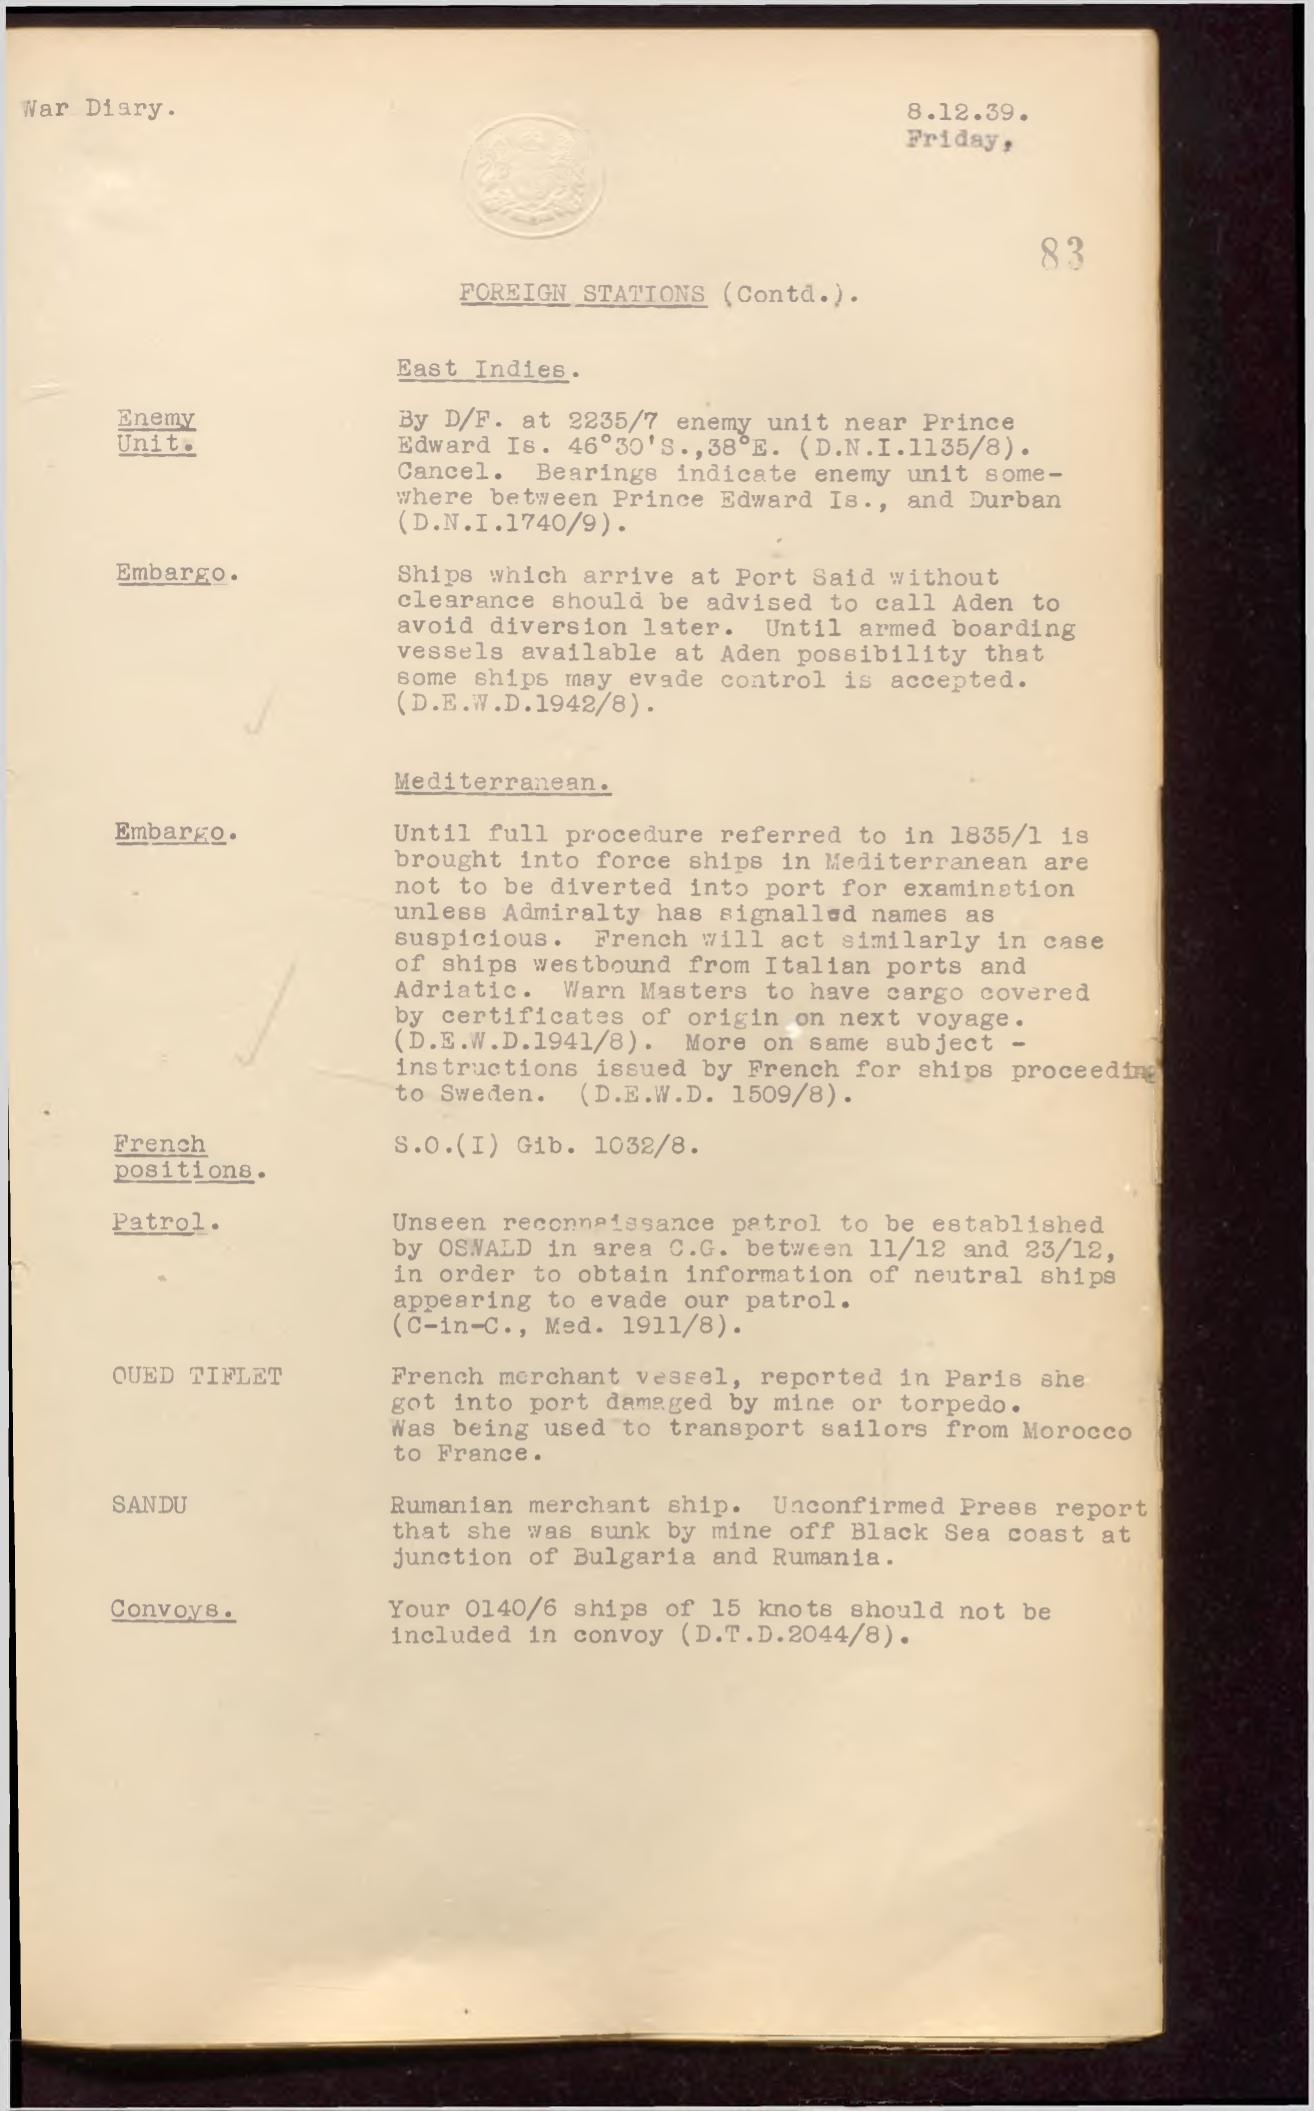 War Diary.
8.12.39.
Friday,
83
FOREIGN STATIONS (Contd.).
East Indies.
Enemy
Unit.
By D/F. at 2235/7 enemy unit near Prince
Edward Is. 46°30'S.,38°E. (D.N.I.1135/8).
Cancel. Bearings indicate enemy unit some-
where between Prince Edward Is., and Durban
(D.N.I.1740/9).
Embargo.
Ships which arrive at Port Said without
clearance should be advised to call Aden to
avoid diversion later. Until armed boarding
vessels available at Aden possibility that
some ships may evade control is accepted.
(D.E.W.D.1942/8).
Mediterranean.
Embargo.
Until full procedure referred to in 1835/1 is
brought into force ships in Mediterranean are
not to be diverted into port for examination
unless Admiralty has signalled names as
suspicious. French will act similarly in case
of ships westbound from Italian ports and
Adriatic. Warn Masters to have cargo covered
by certificates of origin on next voyage.
(D.E.W.D.1941/8). More on same subject -
instructions issued by French for ships proceeding
to Sweden. (D.E.W.D. 1509/8).
French
positions.
S.O.(I) Gib. 1032/8.
Patrol.
Unseen reconnaissance patrol to be established
by OSWALD in area C.G. between 11/12 and 23/12,
in order to obtain information of neutral ships
appearing to evade our patrol.
(C-in-C., Med. 1911/8).
OUED TIFLET
French merchant vessel, reported in Paris she
got into port damaged by mine or torpedo.
Was being used to transport sailors from Morocco
to France.
SANDU
Rumanian merchant ship. Unconfirmed Press report
that she was sunk by mine off Black Sea coast at
junction of Bulgaria and Rumania.
Convoys.
Your 0140/6 ships of 15 knots should not be
included in convoy (D.T.D.2044/8).